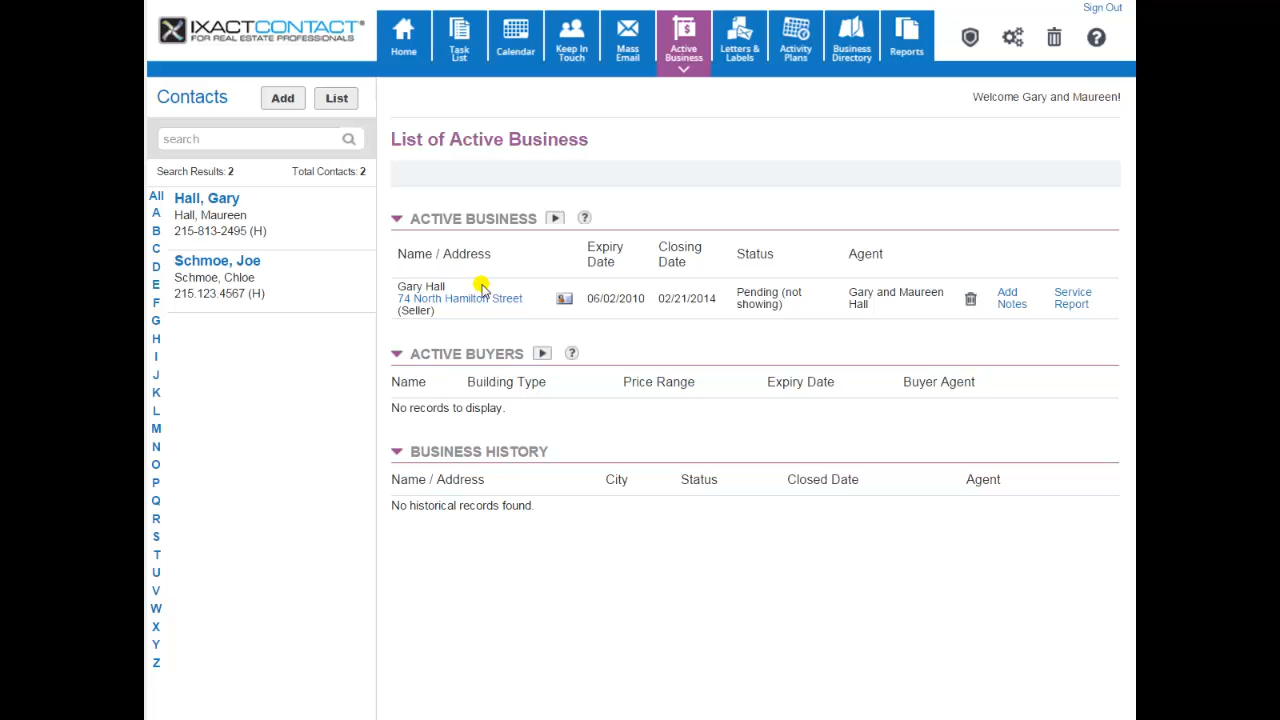 Sign Out
IXACTCONTACT®
FOR REAL ESTATE PROFESSIONALS
Home
Task List
Calendar
Keep In Touch
Mass Email
Active Business
Letters & Labels
Activity Plans
Business Directory
Reports
Contacts
Add
List
Welcome Gary and Maureen!
search
List of Active Business
Search Results: 2
Total Contacts: 2
All
A
B
C
D
E
F
G
H
I
J
K
L
M
N
O
P
Q
R
S
T
U
V
W
X
Y
Z
Hall, Gary
Hall, Maureen
215-813-2495 (H)
Schmoe, Joe
Schmoe, Chloe
215.123.4567 (H)
ACTIVE BUSINESS ?
Name / Address Expiry Date Closing Date Status Agent
Gary Hall
74 North Hamilton Street
(Seller)
06/02/2010
02/21/2014
Pending (not showing)
Gary and Maureen Hall
Add Notes
Service Report
ACTIVE BUYERS ?
Name Building Type Price Range Expiry Date Buyer Agent
No records to display.
BUSINESS HISTORY
Name / Address City Status Closed Date Agent
No historical records found.